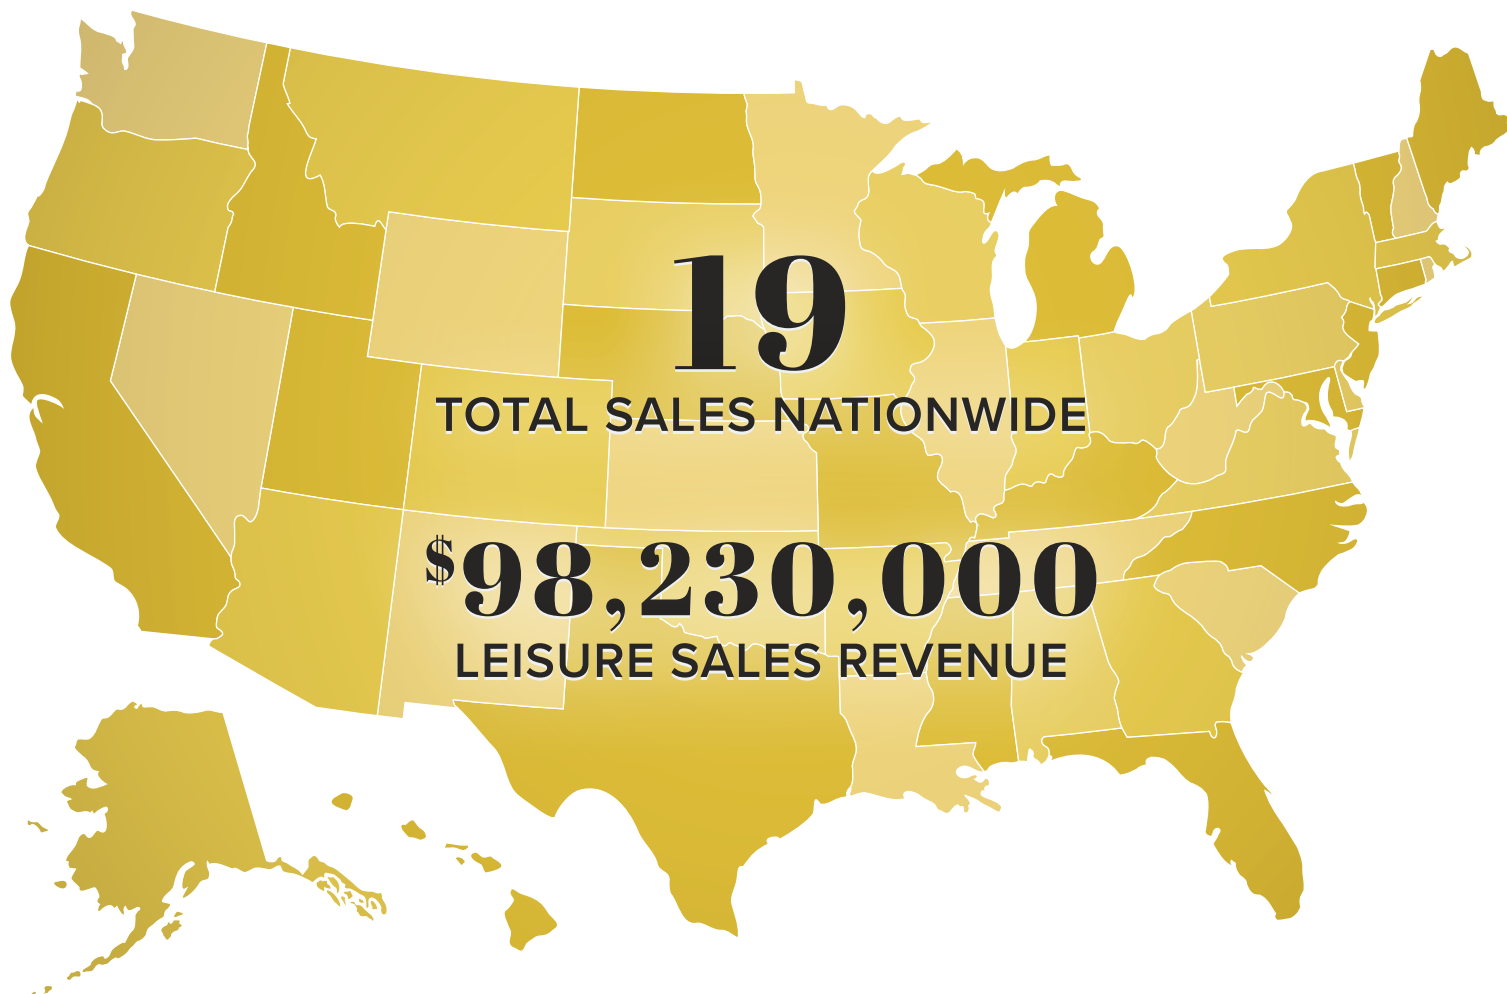 19
TOTAL SALES NATIONWIDE
$98,230,000
LEISURE SALES REVENUE